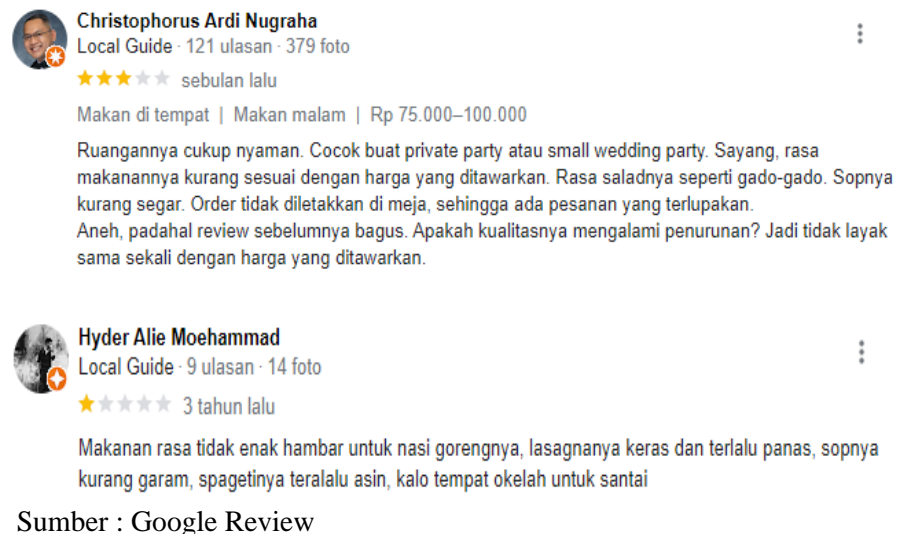 Christophorus Ardi Nugraha
Local Guide · 121 ulasan · 379 foto
sebulan lalu
Makan di tempat | Makan malam | Rp 75.000–100.000
Ruangannya cukup nyaman. Cocok buat private party atau small wedding party. Sayang, rasa
makanannya kurang sesuai dengan harga yang ditawarkan. Rasa saladnya seperti gado-gado. Sopnya
kurang segar. Order tidak diletakkan di meja, sehingga ada pesanan yang terlupakan.
Aneh, padahal review sebelumnya bagus. Apakah kualitasnya mengalami penurunan? Jadi tidak layak
sama sekali dengan harga yang ditawarkan.
Hyder Alie Moehammad
Local Guide · 9 ulasan · 14 foto
3 tahun lalu
Makanan rasa tidak enak hambar untuk nasi gorengnya, lasagnanya keras dan terlalu panas, sopnya
kurang garam, spagetinya teralalu asin, kalo tempat okelah untuk santai
Sumber : Google Review